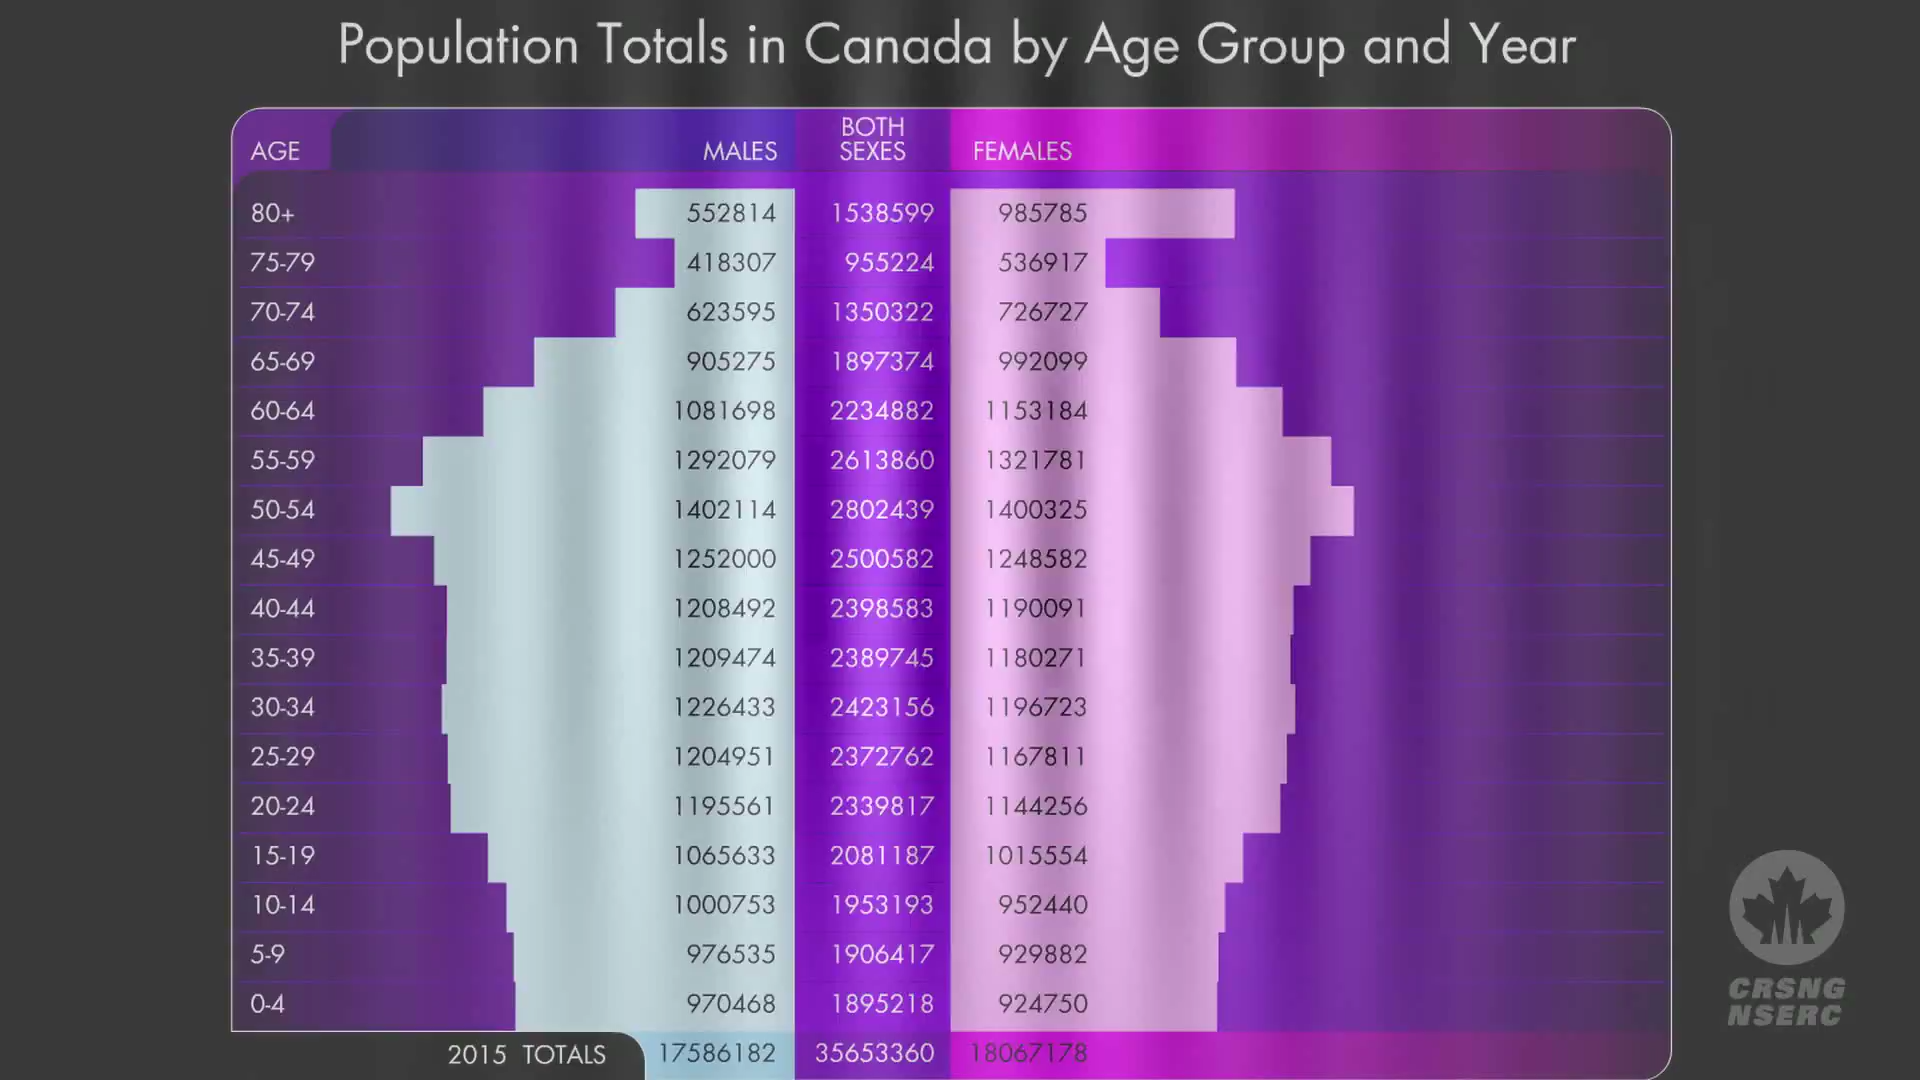 Population Totals in Canada by Age Group and Year
AGE MALES BOTH SEXES FEMALES
80+ 552814 1538599 985785
75-79 418307 955224 536917
70-74 623595 1350322 726727
65-69 905275 1897374 992099
60-64 1081698 2234882 1153184
55-59 1292079 2613860 1321781
50-54 1402114 2802439 1400325
45-49 1252000 2500582 1248582
40-44 1208492 2398583 1190091
35-39 1209474 2389745 1180271
30-34 1226433 2423156 1196723
25-29 1204951 2372762 1167811
20-24 1195561 2339817 1144256
15-19 1065633 2081187 1015554
10-14 1000753 1953193 952440
5-9 976535 1906417 929882
0-4 970468 1895218 924750
2015 TOTALS 17586182 35653360 18067178
CRSNG
NSERC